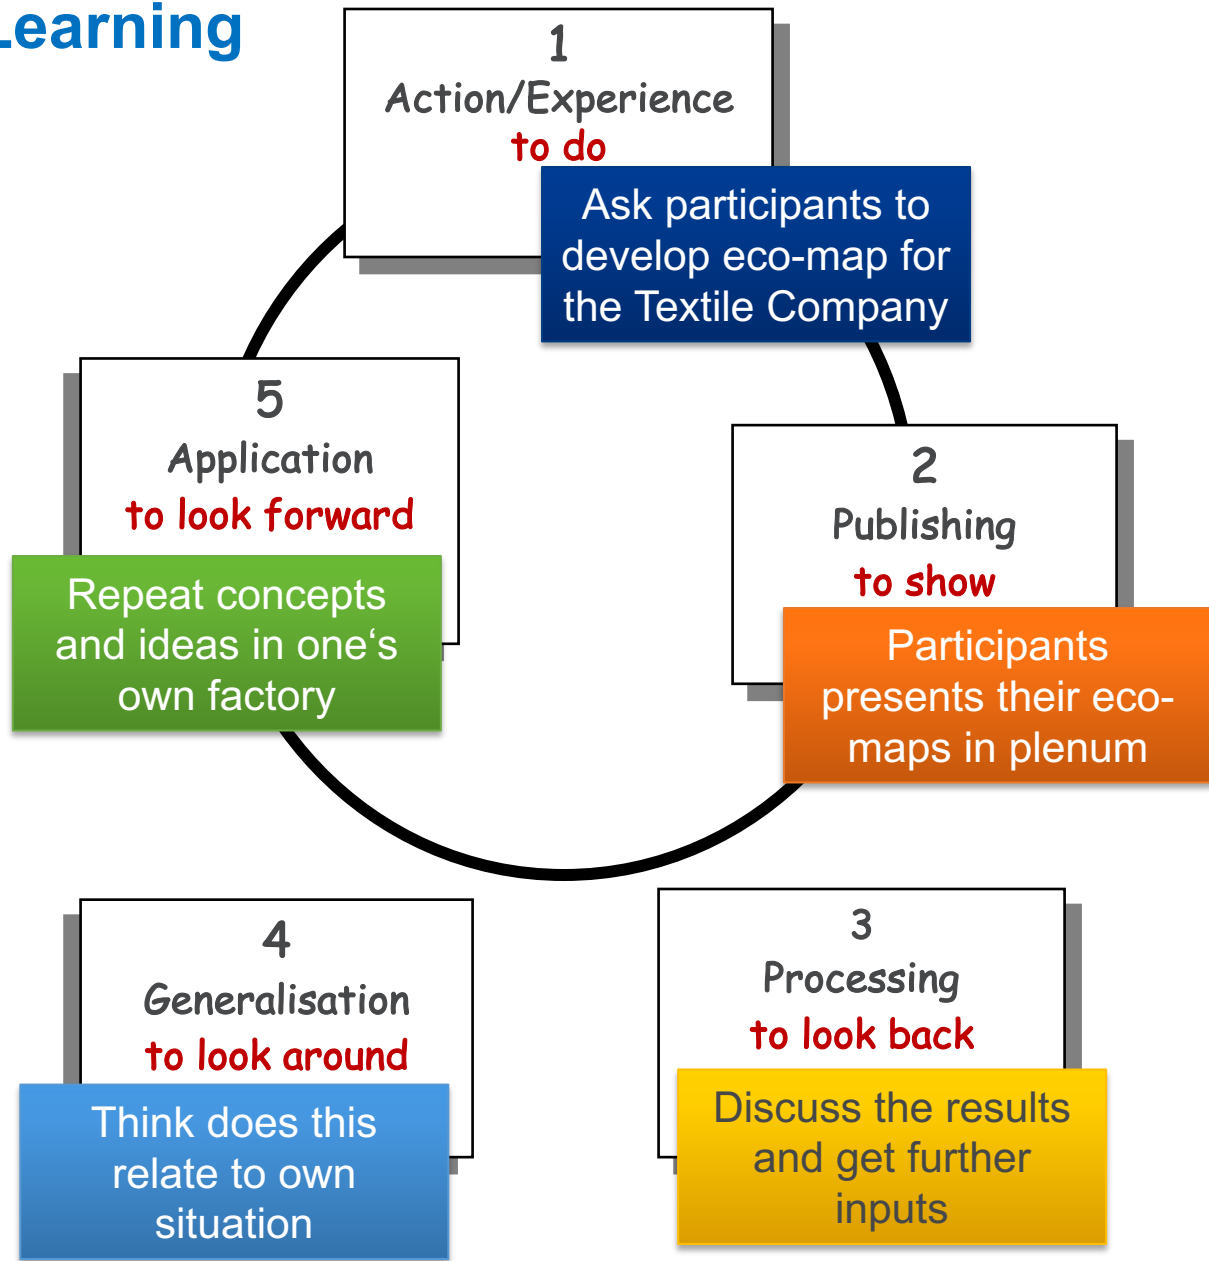 Learning
1
Action/Experience
to do
Ask participants to
develop eco-map for
the Textile Company
2
Publishing
to show
Participants
presents their eco-
maps in plenum
3
Processing
to look back
Discuss the results
and get further
inputs
4
Generalisation
to look around
Think does this
relate to own
situation
5
Application
to look forward
Repeat concepts
and ideas in one‘s
own factory